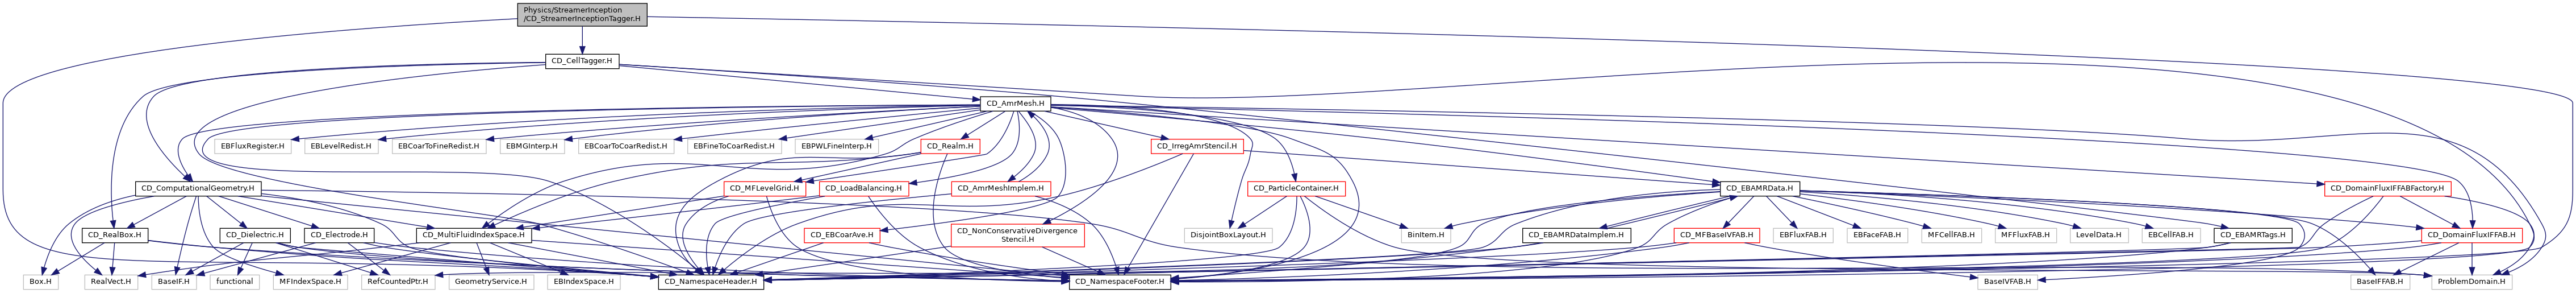 Physics/StreamerInception
/CD_StreamerInceptionTagger.H
CD_CellTagger.H
CD_AmrMesh.H
EBFluxRegister.H
EBLevelRedist.H
EBCoarToFineRedist.H
EBMGInterp.H
EBCoarToCoarRedist.H
EBFineToCoarRedist.H
EBPWLFineInterp.H
CD_Realm.H
CD_IrregAmrStencil.H
CD_ComputationalGeometry.H
CD_MFLevelGrid.H
CD_LoadBalancing.H
CD_AmrMeshImplem.H
CD_ParticleContainer.H
CD_EBAMRData.H
CD_DomainFluxIFFABFactory.H
CD_RealBox.H
CD_Dielectric.H
CD_Electrode.H
CD_MultiFluidIndexSpace.H
CD_EBCoarAve.H
CD_NonConservativeDivergence
Stencil.H
DisjointBoxLayout.H
BinItem.H
CD_EBAMRDataImplem.H
CD_MFBaseIVFAB.H
EBFluxFAB.H
EBFaceFAB.H
MFCellFAB.H
MFFluxFAB.H
LevelData.H
EBCellFAB.H
CD_EBAMRTags.H
CD_DomainFluxIFFAB.H
Box.H
RealVect.H
BaseIF.H
functional
MFIndexSpace.H
RefCountedPtr.H
GeometryService.H
EBIndexSpace.H
CD_NamespaceHeader.H
CD_NamespaceFooter.H
BaseIVFAB.H
BaseIFFAB.H
ProblemDomain.H